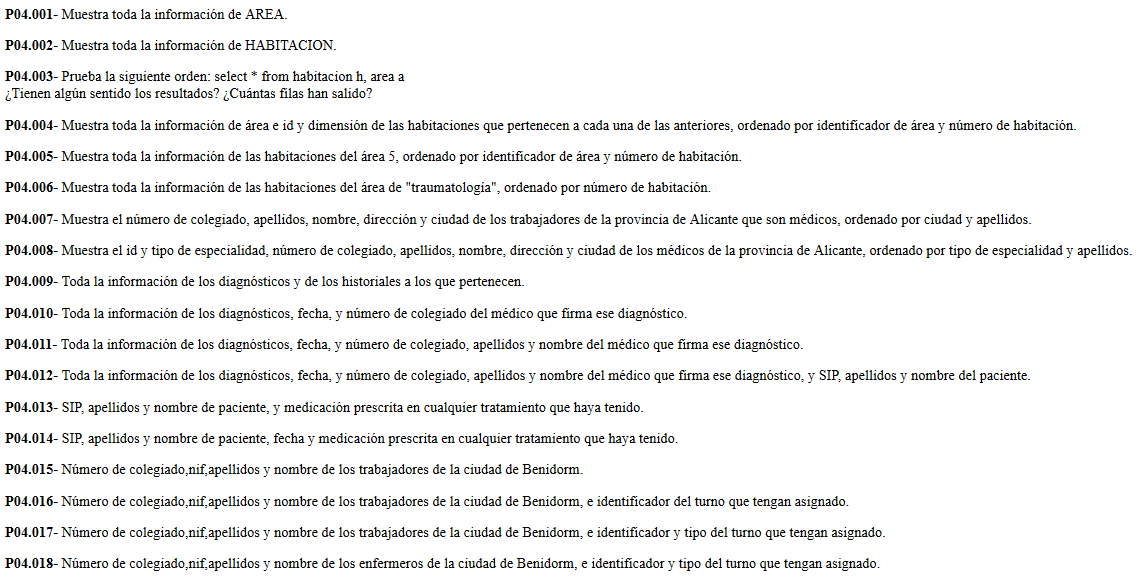 P04.001- Muestra toda la información de AREA.
P04.002- Muestra toda la información de HABITACION.
P04.003- Prueba la siguiente orden: select * from habitacion h, area a
¿Tienen algún sentido los resultados? ¿Cuántas filas han salido?
P04.004- Muestra toda la información de área e id y dimensión de las habitaciones que pertenecen a cada una de las anteriores, ordenado por identificador de área y número de habitación.
P04.005- Muestra toda la información de las habitaciones del área 5, ordenado por identificador de área y número de habitación.
P04.006- Muestra toda la información de las habitaciones del área de "traumatología", ordenado por número de habitación.
P04.007- Muestra el número de colegiado, apellidos, nombre, dirección y ciudad de los trabajadores de la provincia de Alicante que son médicos, ordenado por ciudad y apellidos.
P04.008- Muestra el id y tipo de especialidad, número de colegiado, apellidos, nombre, dirección y ciudad de los médicos de la provincia de Alicante, ordenado por tipo de especialidad y apellidos.
P04.009- Toda la información de los diagnósticos y de los historiales a los que pertenecen.
P04.010- Toda la información de los diagnósticos, fecha, y número de colegiado del médico que firma ese diagnóstico.
P04.011- Toda la información de los diagnósticos, fecha, y número de colegiado, apellidos y nombre del médico que firma ese diagnóstico.
P04.012- Toda la información de los diagnósticos, fecha, y número de colegiado, apellidos y nombre del médico que firma ese diagnóstico, y SIP, apellidos y nombre del paciente.
P04.013- SIP, apellidos y nombre de paciente, y medicación prescrita en cualquier tratamiento que haya tenido.
P04.014- SIP, apellidos y nombre de paciente, fecha y medicación prescrita en cualquier tratamiento que haya tenido.
P04.015- Número de colegiado,nif,apellidos y nombre de los trabajadores de la ciudad de Benidorm.
P04.016- Número de colegiado,nif,apellidos y nombre de los trabajadores de la ciudad de Benidorm, e identificador del turno que tengan asignado.
P04.017- Número de colegiado,nif,apellidos y nombre de los trabajadores de la ciudad de Benidorm, e identificador y tipo del turno que tengan asignado.
P04.018- Número de colegiado,nif,apellidos y nombre de los enfermeros de la ciudad de Benidorm, e identificador y tipo del turno que tengan asignado.